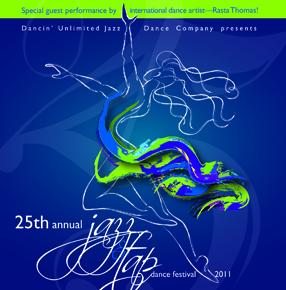 Special guest performance by international dance artist—Rasta Thomas!
Dancin' Unlimited Jazz Dance Company presents
25th annual jazz
fab
dance festival 2011